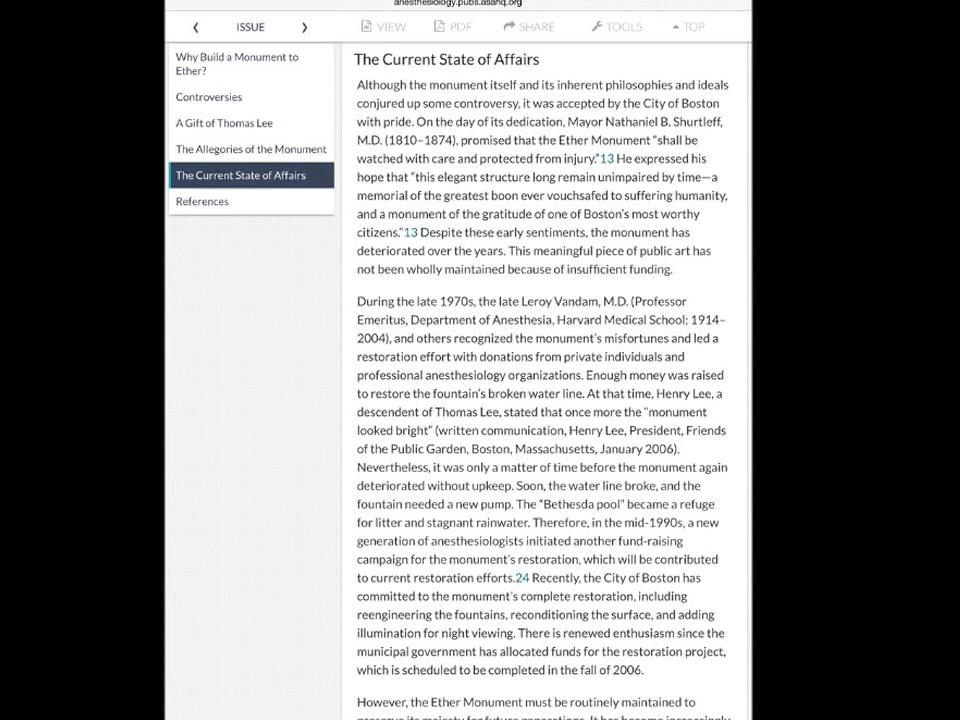 anesthesiology.pubs.asahq.org
ISSUE
VIEW
PDF
SHARE
TOOLS
TOP
Why Build a Monument to
Ether?
Controversies
A Gift of Thomas Lee
The Allegories of the Monument
The Current State of Affairs
References
The Current State of Affairs
Although the monument itself and its inherent philosophies and ideals
conjured up some controversy, it was accepted by the City of Boston
with pride. On the day of its dedication, Mayor Nathaniel B. Shurtleff,
M.D. (1810–1874), promised that the Ether Monument “shall be
watched with care and protected from injury.”13 He expressed his
hope that “this elegant structure long remain unimpaired by time—a
memorial of the greatest boon ever vouchsafed to suffering humanity,
and a monument of the gratitude of one of Boston’s most worthy
citizens.”13 Despite these early sentiments, the monument has
deteriorated over the years. This meaningful piece of public art has
not been wholly maintained because of insufficient funding.
During the late 1970s, the late Leroy Vandam, M.D. (Professor
Emeritus, Department of Anesthesia, Harvard Medical School; 1914–
2004), and others recognized the monument’s misfortunes and led a
restoration effort with donations from private individuals and
professional anesthesiology organizations. Enough money was raised
to restore the fountain’s broken water line. At that time, Henry Lee, a
descendent of Thomas Lee, stated that once more the “monument
looked bright” (written communication, Henry Lee, President, Friends
of the Public Garden, Boston, Massachusetts, January 2006).
Nevertheless, it was only a matter of time before the monument again
deteriorated without upkeep. Soon, the water line broke, and the
fountain needed a new pump. The “Bethesda pool” became a refuge
for litter and stagnant rainwater. Therefore, in the mid-1990s, a new
generation of anesthesiologists initiated another fund-raising
campaign for the monument’s restoration, which will be contributed
to current restoration efforts.24 Recently, the City of Boston has
committed to the monument’s complete restoration, including
reengineering the fountains, reconditioning the surface, and adding
illumination for night viewing. There is renewed enthusiasm since the
municipal government has allocated funds for the restoration project,
which is scheduled to be completed in the fall of 2006.
However, the Ether Monument must be routinely maintained to
preserve its majesty for future generations. It has become increasingly